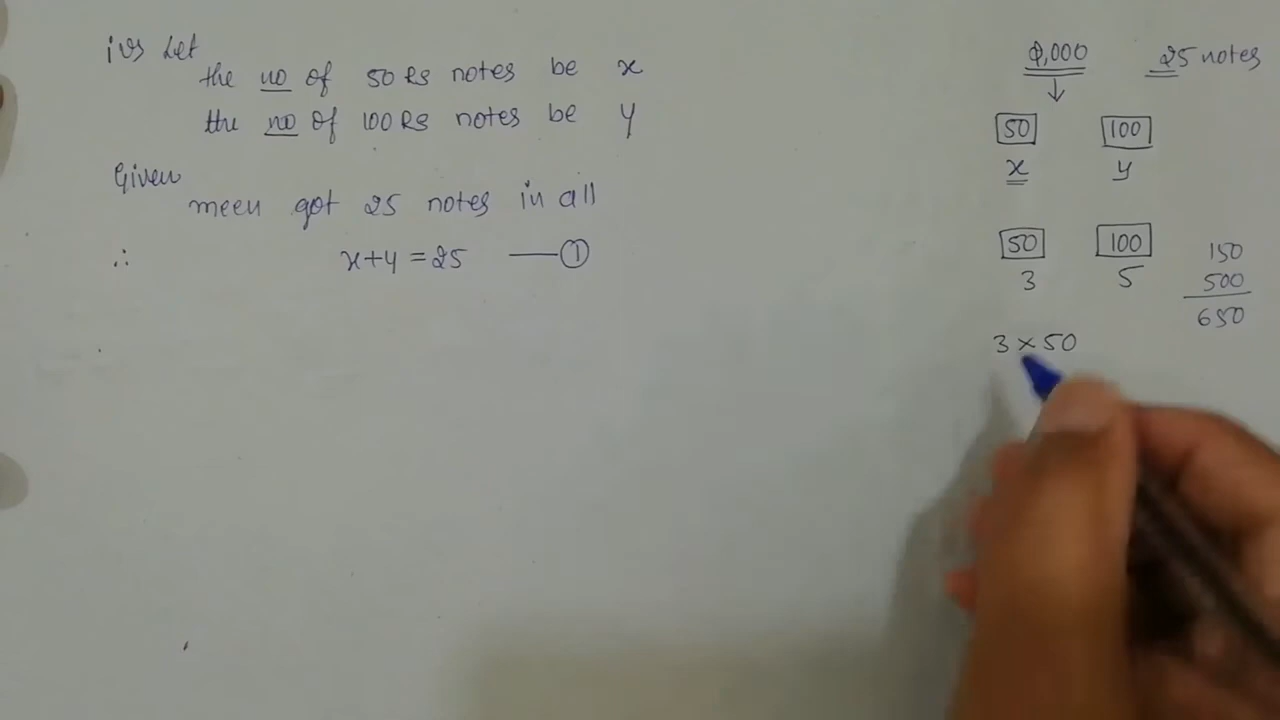 iv) Let
the no of 50 Rs notes be x
the no of 100 Rs notes be y
Given
meen got 25 notes in all
∴ x+y = 25 —①
2,000 25 notes
↓
50 100
x y
50 100
3 5
150
500
650
3 × 50